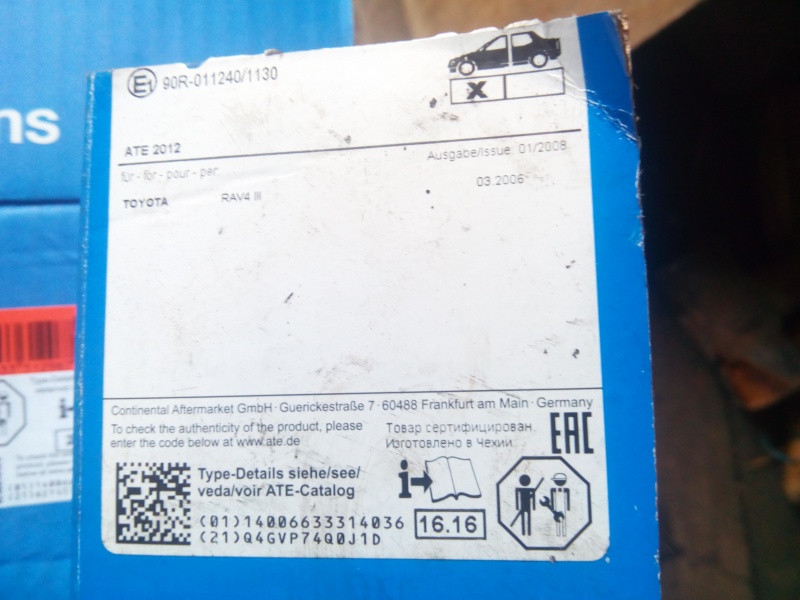 ns
E1 90R-011240/1130
X
ATE 2012
für - for - pour - per:
Ausgabe/Issue: 01/2008
TOYOTA RAV4 III 03.2006
Continental Aftermarket GmbH · Guerickestraße 7 · 60488 Frankfurt am Main · Germany
To check the authenticity of the product, please
enter the code below at www.ate.de
Товар сертифицирован.
Изготовлено в Чехии
EAC
Type-Details siehe/see/
veda/voir ATE-Catalog
i
16.16
(01)14006633314036
(21)Q4GVP74Q0J1D